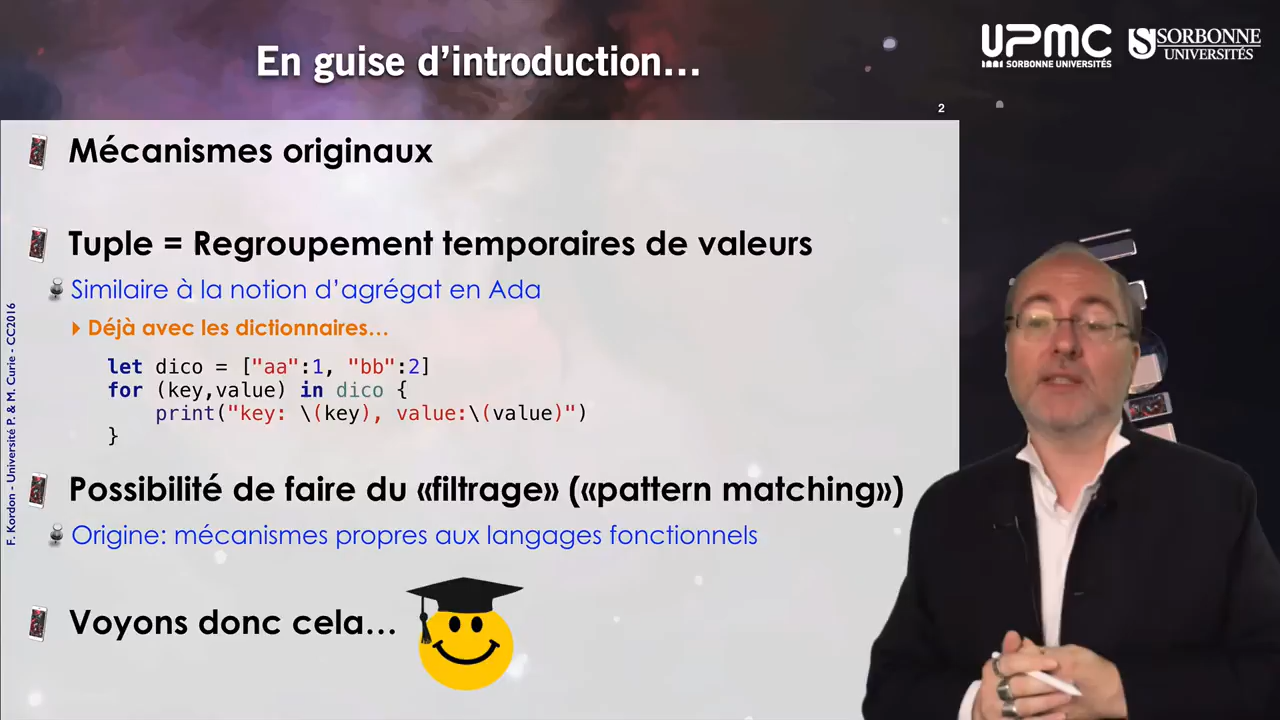 En guise d'introduction...
UPMC
SORBONNE UNIVERSITÉS
SORBONNE
UNIVERSITÉS
2
Mécanismes originaux
Tuple = Regroupement temporaires de valeurs
Similaire à la notion d'agrégat en Ada
Déjà avec les dictionnaires...
let dico = ["aa":1, "bb":2]
for (key,value) in dico {
print("key: \(key), value:\(value)")
}
Possibilité de faire du «filtrage» («pattern matching»)
Origine: mécanismes propres aux langages fonctionnels
Voyons donc cela...
F. Kordon - Université P. & M. Curie - CC2016